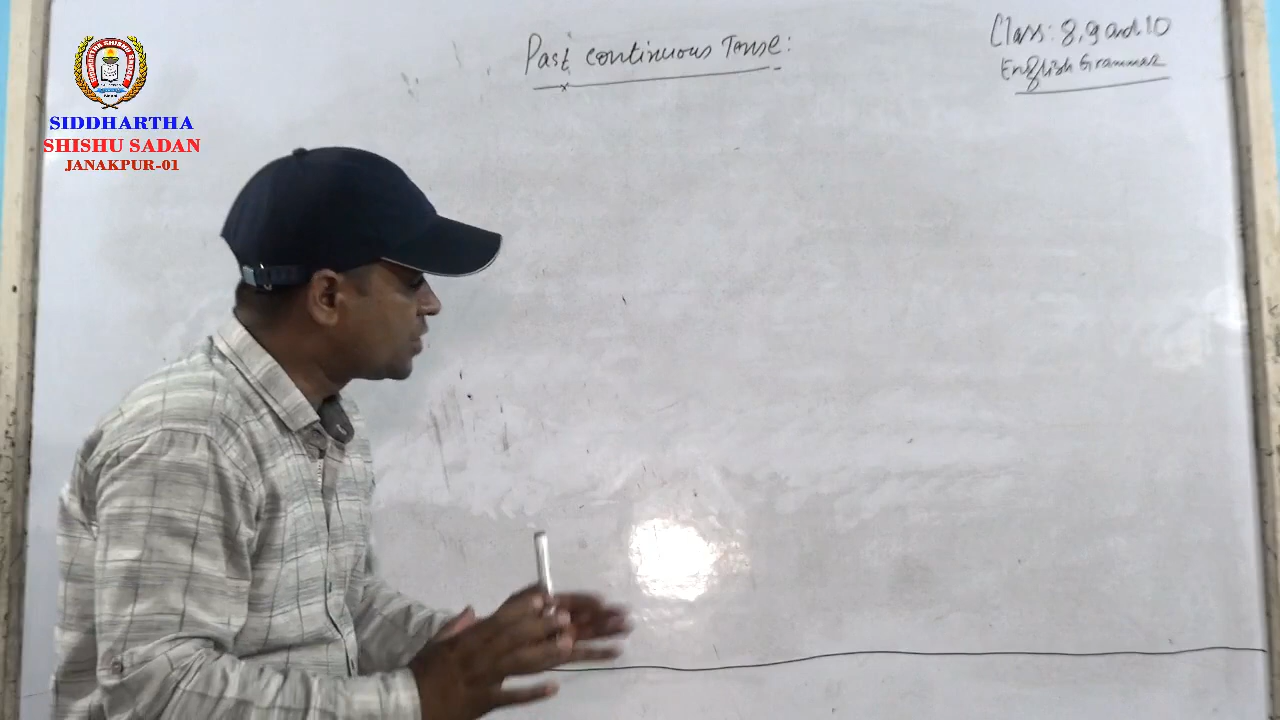 SIDDHARTHA
SHISHU SADAN
JANAKPUR-01
Past continuous Tense:
Class: 8, 9 and 10
English Grammar